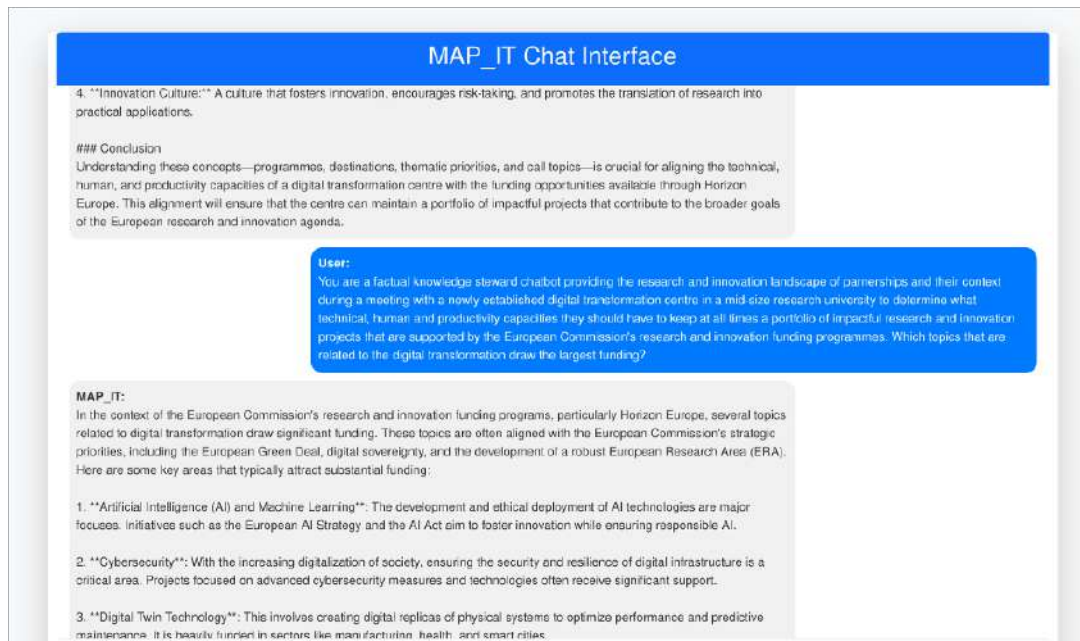 MAP_IT Chat Interface
4. **Innovation Culture:** A culture that fosters innovation, encourages risk-taking, and promotes the translation of research into
practical applications.
### Conclusion
Understanding these concepts—programmes, destinations, thematic priorities, and call topics—is crucial for aligning the technical,
human, and productivity capacities of a digital transformation centre with the funding opportunities available through Horizon
Europe. This alignment will ensure that the centre can maintain a portfolio of impactful projects that contribute to the broader goals
of the European research and innovation agenda.
User:
You are a factual knowledge steward chatbot providing the research and innovation landscape of parnerships and their context
during a meeting with a newly established digital transformation centre in a mid-size research university to determine what
technical, human and productivity capacities they should have to keep at all times a portfolio of impactful research and innovation
projects that are supported by the European Commission's research and innovation funding programmes. Which topics that are
related to the digital transformation draw the largest funding?
MAP_IT:
In the context of the European Commission's research and innovation funding programs, particularly Horizon Europe, several topics
related to digital transformation draw significant funding. These topics are often aligned with the European Commission's strategic
priorities, including the European Green Deal, digital sovereignty, and the development of a robust European Research Area (ERA).
Here are some key areas that typically attract substantial funding:
1. **Artificial Intelligence (AI) and Machine Learning**: The development and ethical deployment of AI technologies are major
focuses. Initiatives such as the European AI Strategy and the AI Act aim to foster innovation while ensuring responsible AI.
2. **Cybersecurity**: With the increasing digitalization of society, ensuring the security and resilience of digital infrastructure is a
critical area. Projects focused on advanced cybersecurity measures and technologies often receive significant support.
3. **Digital Twin Technology**: This involves creating digital replicas of physical systems to optimize performance and predictive
maintenance. It is heavily funded in sectors like manufacturing, health, and smart cities.